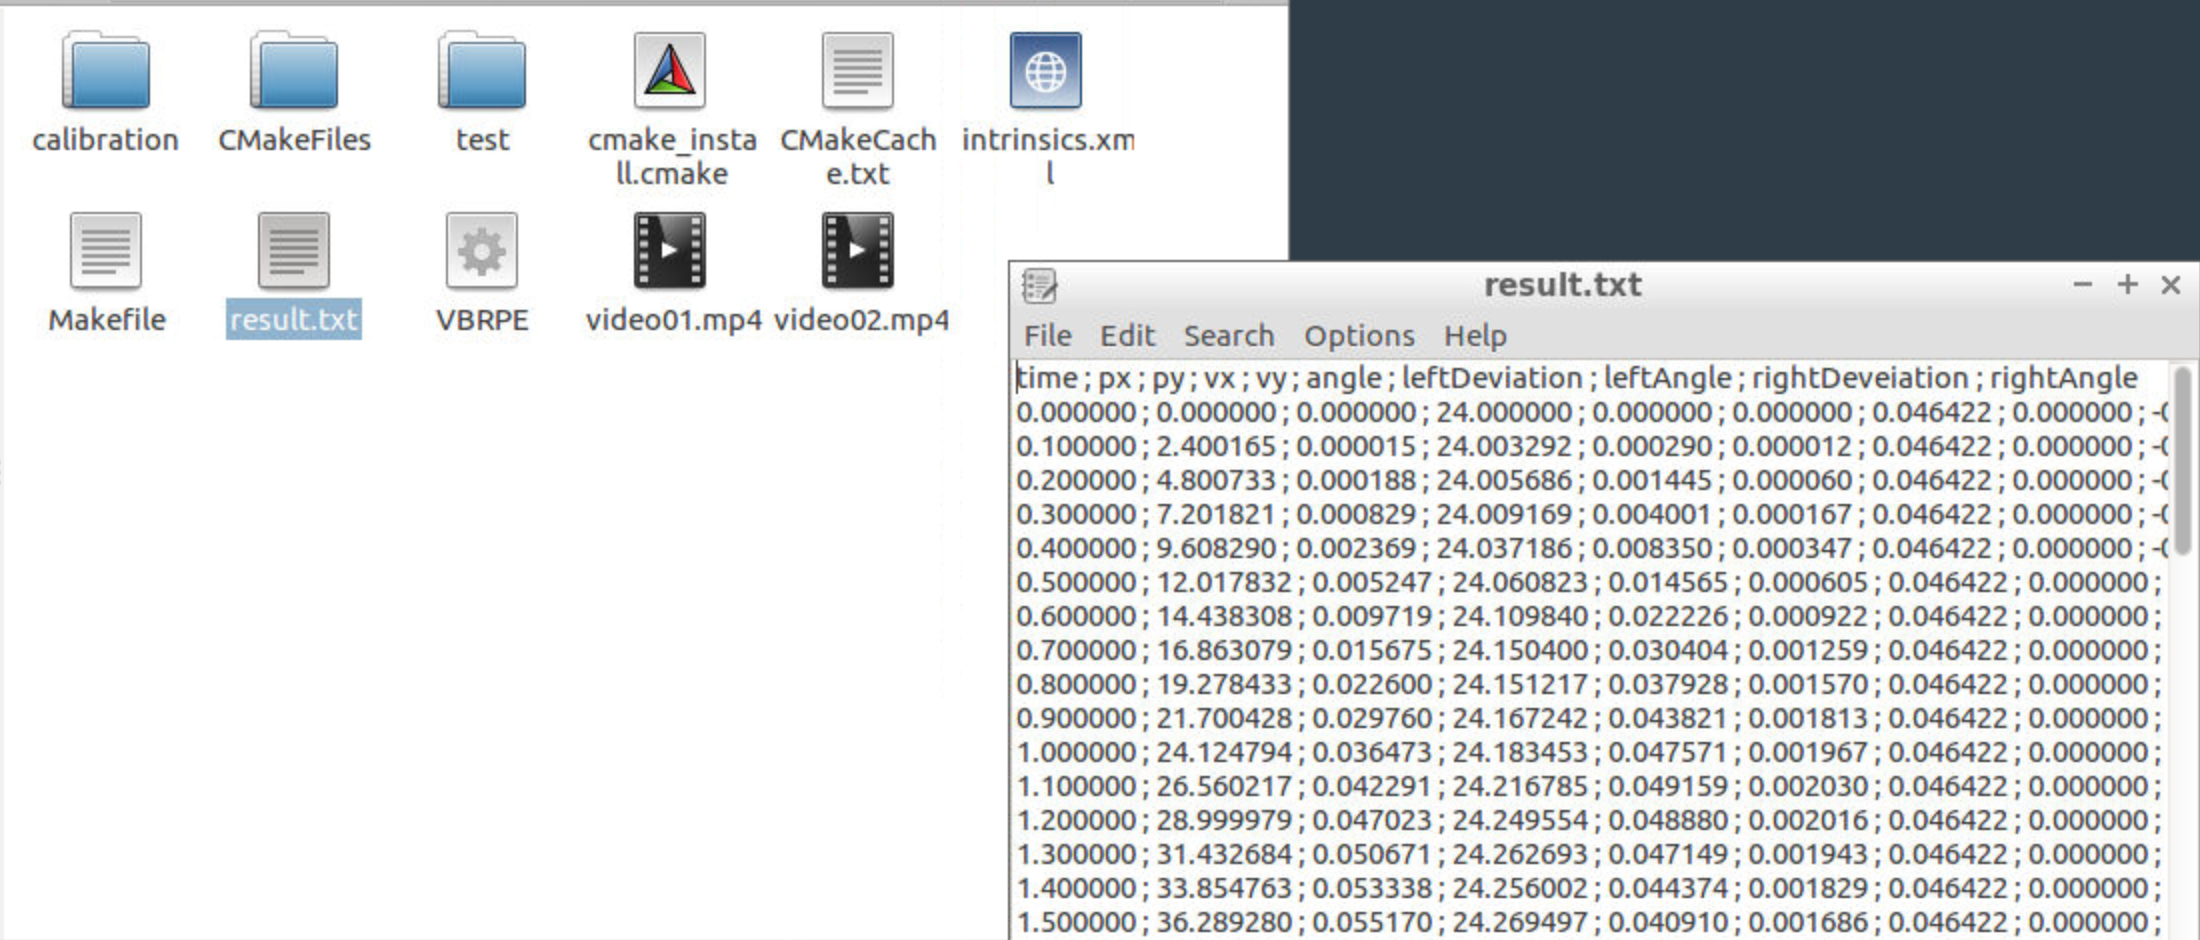 calibration CMakeFiles test cmake_insta CMakeCach intrinsics.xm
ll.cmake e.txt l
Makefile result.txt VBRPE video01.mp4 video02.mp4
result.txt
File Edit Search Options Help
time ; px ; py ; vx ; vy ; angle ; leftDeviation ; leftAngle ; rightDeveiation ; rightAngle
0.000000 ; 0.000000 ; 0.000000 ; 24.000000 ; 0.000000 ; 0.000000 ; 0.046422 ; 0.000000 ; -0
0.100000 ; 2.400165 ; 0.000015 ; 24.003292 ; 0.000290 ; 0.000012 ; 0.046422 ; 0.000000 ; -0
0.200000 ; 4.800733 ; 0.000188 ; 24.005686 ; 0.001445 ; 0.000060 ; 0.046422 ; 0.000000 ; -0
0.300000 ; 7.201821 ; 0.000829 ; 24.009169 ; 0.004001 ; 0.000167 ; 0.046422 ; 0.000000 ; -0
0.400000 ; 9.608290 ; 0.002369 ; 24.037186 ; 0.008350 ; 0.000347 ; 0.046422 ; 0.000000 ; -0
0.500000 ; 12.017832 ; 0.005247 ; 24.060823 ; 0.014565 ; 0.000605 ; 0.046422 ; 0.000000 ;
0.600000 ; 14.438308 ; 0.009719 ; 24.109840 ; 0.022226 ; 0.000922 ; 0.046422 ; 0.000000 ;
0.700000 ; 16.863079 ; 0.015675 ; 24.150400 ; 0.030404 ; 0.001259 ; 0.046422 ; 0.000000 ;
0.800000 ; 19.278433 ; 0.022600 ; 24.151217 ; 0.037928 ; 0.001570 ; 0.046422 ; 0.000000 ;
0.900000 ; 21.700428 ; 0.029760 ; 24.167242 ; 0.043821 ; 0.001813 ; 0.046422 ; 0.000000 ;
1.000000 ; 24.124794 ; 0.036473 ; 24.183453 ; 0.047571 ; 0.001967 ; 0.046422 ; 0.000000 ;
1.100000 ; 26.560217 ; 0.042291 ; 24.216785 ; 0.049159 ; 0.002030 ; 0.046422 ; 0.000000 ;
1.200000 ; 28.999979 ; 0.047023 ; 24.249554 ; 0.048880 ; 0.002016 ; 0.046422 ; 0.000000 ;
1.300000 ; 31.432684 ; 0.050671 ; 24.262693 ; 0.047149 ; 0.001943 ; 0.046422 ; 0.000000 ;
1.400000 ; 33.854763 ; 0.053338 ; 24.256002 ; 0.044374 ; 0.001829 ; 0.046422 ; 0.000000 ;
1.500000 ; 36.289280 ; 0.055170 ; 24.269497 ; 0.040910 ; 0.001686 ; 0.046422 ; 0.000000 ;